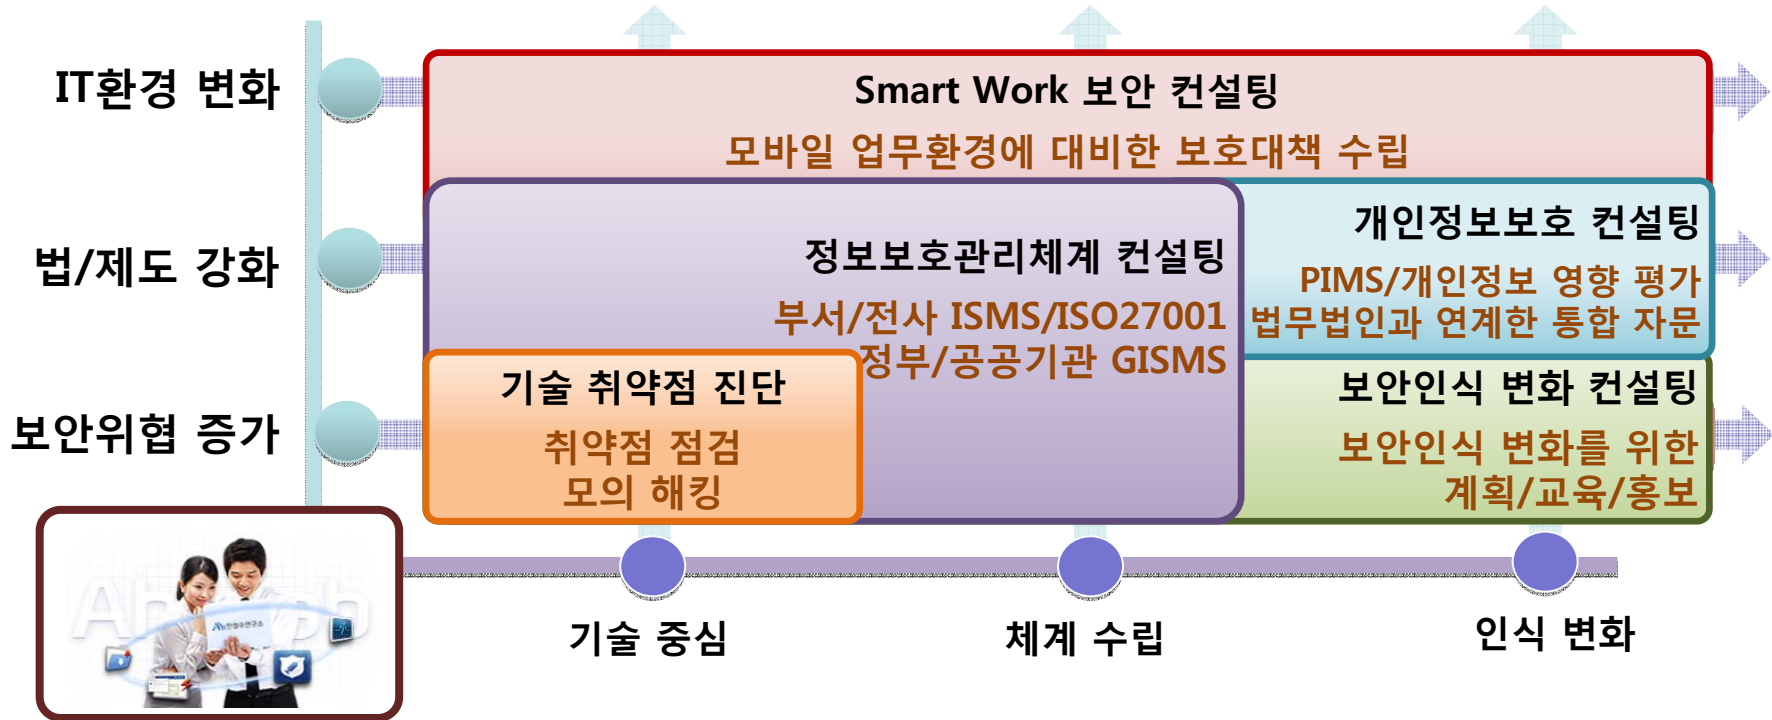 IT환경 변화
Smart Work 보안 컨설팅
모바일 업무환경에 대비한 보호대책 수립
법/제도 강화
정보보호관리체계 컨설팅
부서/전사 ISMS/ISO27001
정부/공공기관 GISMS
개인정보보호 컨설팅
PIMS/개인정보 영향 평가
법무법인과 연계한 통합 자문
보안위협 증가
기술 취약점 진단
취약점 점검
모의 해킹
보안인식 변화 컨설팅
보안인식 변화를 위한
계획/교육/홍보
안철수연구소
기술 중심
체계 수립
인식 변화